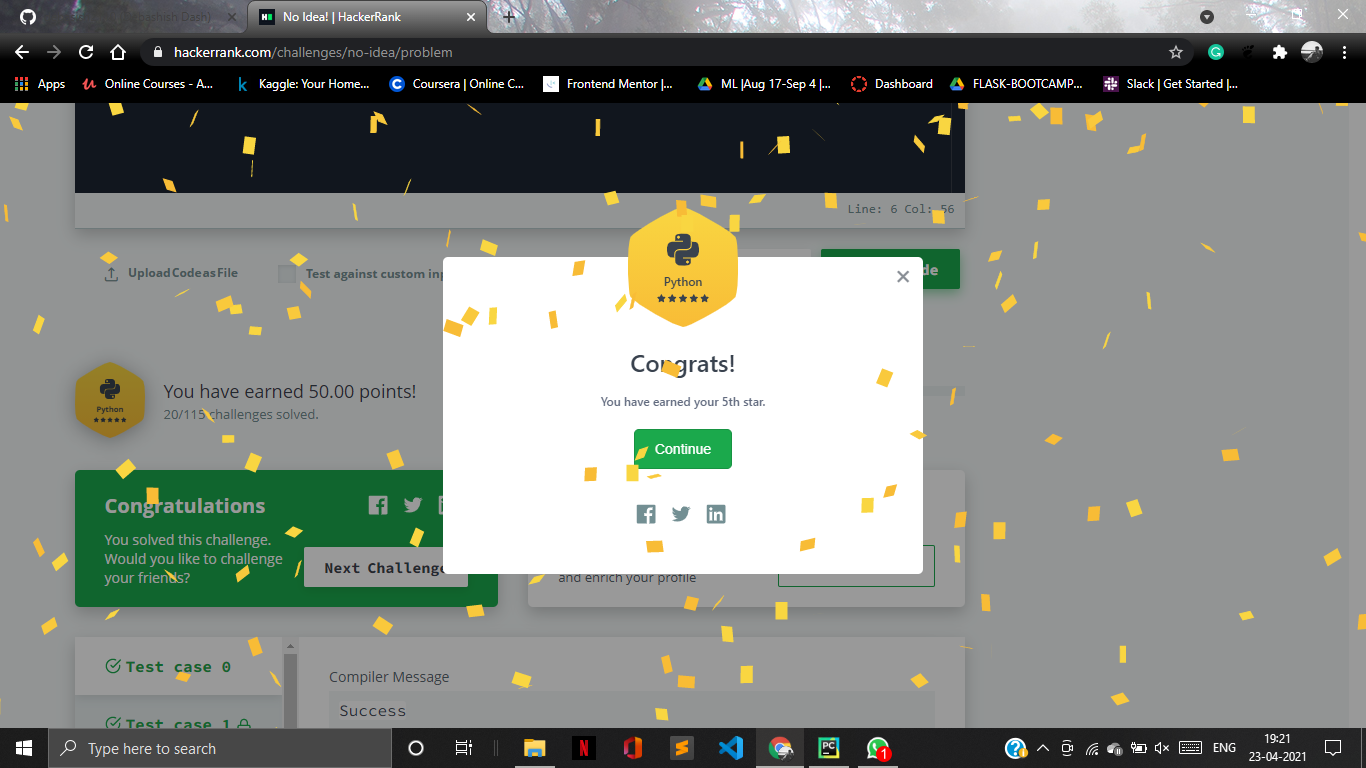 bashish Dash)
No Idea! | HackerRank
hackerrank.com/challenges/no-idea/problem
Apps
Online Courses - A...
Kaggle: Your Home...
Coursera | Online C...
Frontend Mentor |...
ML |Aug 17-Sep 4 |...
Dashboard
FLASK-BOOTCAMP...
Slack | Get Started |...
Line: 6 Col: 56
Upload Code as File
Test against custom inp
de
Python
Congrats!
You have earned your 5th star.
Continue
Python
You have earned 50.00 points!
20/115 challenges solved.
Congratulations
You solved this challenge.
Would you like to challenge
your friends?
Next Challenge
and enrich your profile
Test case 0
Test case 1
Compiler Message
Success
Type here to search
1
ENG
19:21
23-04-2021